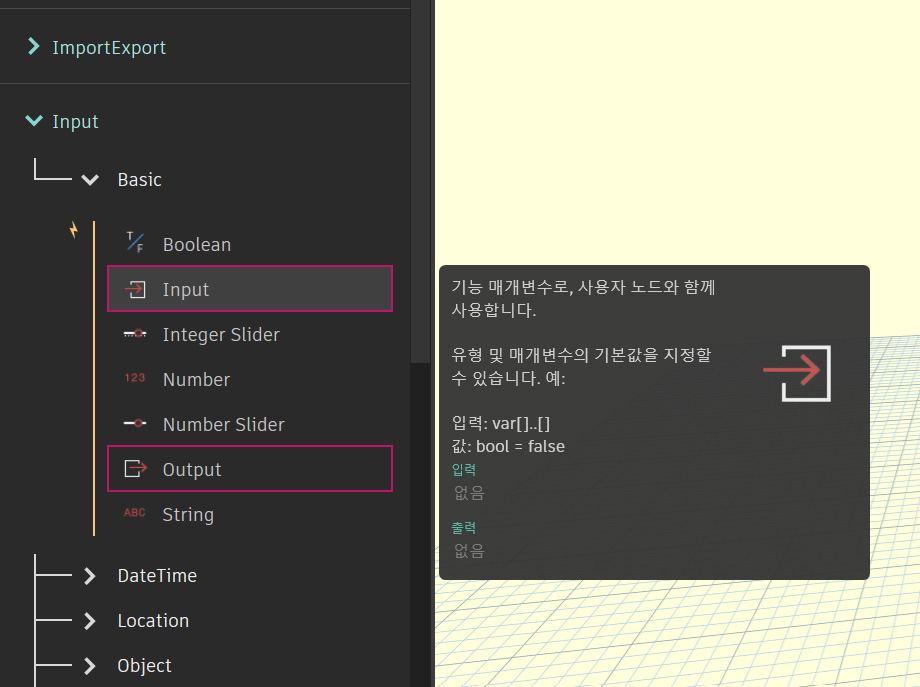 ImportExport
Input
Basic
T/F Boolean
Input
Integer Slider
123 Number
Number Slider
Output
ABC String
DateTime
Location
Object
기능 매개변수로, 사용자 노드와 함께
사용합니다.
유형 및 매개변수의 기본값을 지정할
수 있습니다. 예:
입력: var[]..[]
값: bool = false
입력
없음
출력
없음